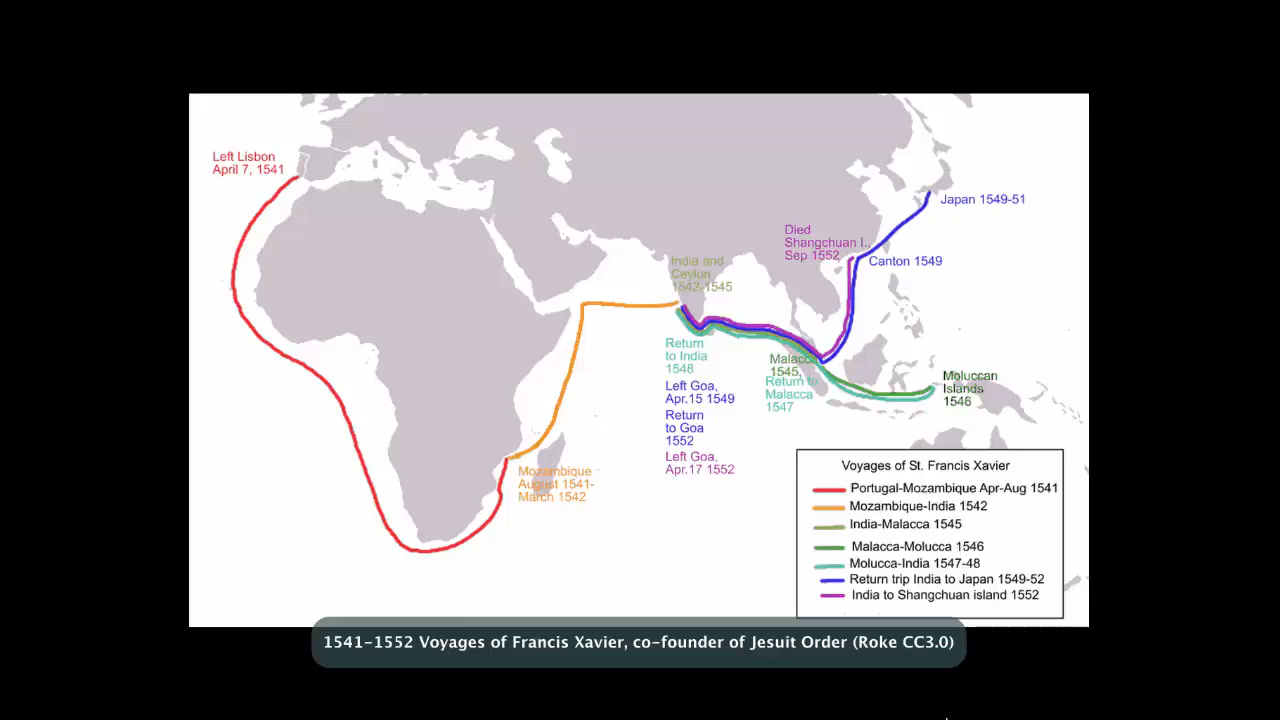 Left Lisbon
April 7, 1541
Japan 1549-51
Died
Shangchuan I.,
Sep 1552
Canton 1549
India and
Ceylon
1542-1545
Return
to India
1548
Malacca
1545,
Return to
Malacca
1547
Moluccan
Islands
1546
Left Goa,
Apr.15 1549
Return
to Goa
1552
Left Goa,
Apr.17 1552
Mozambique
August 1541-
March 1542
Voyages of St. Francis Xavier
Portugal-Mozambique Apr-Aug 1541
Mozambique-India 1542
India-Malacca 1545
Malacca-Molucca 1546
Molucca-India 1547-48
Return trip India to Japan 1549-52
India to Shangchuan island 1552
1541-1552 Voyages of Francis Xavier, co-founder of Jesuit Order (Roke CC3.0)